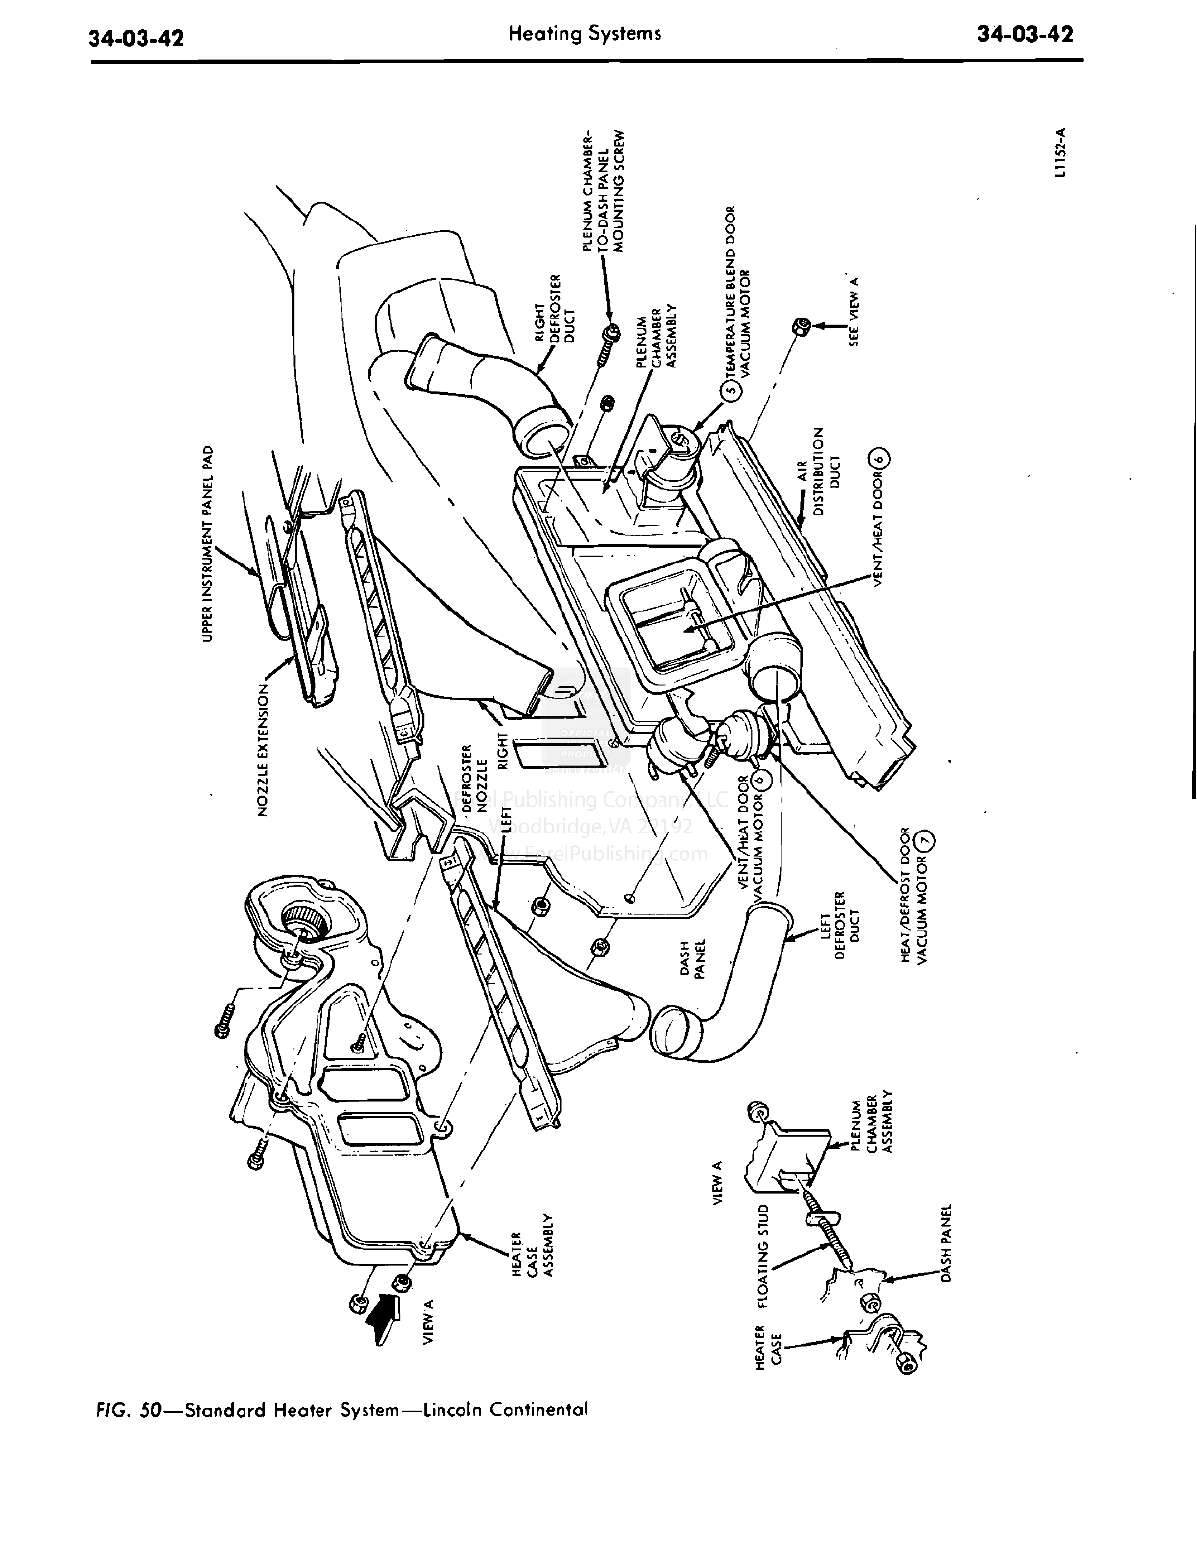 34-03-42
Heating Systems
34-03-42
L1152-A
PLENUM CHAMBER-
TO-DASH PANEL
MOUNTING SCREW
RIGHT
DEFROSTER
DUCT
PLENUM
CHAMBER
ASSEMBLY
5 TEMPERATURE BLEND DOOR
VACUUM MOTOR
SEE VIEW A
UPPER INSTRUMENT PANEL PAD
AIR
DISTRIBUTION
DUCT
VENT/HEAT DOOR 6
NOZZLE EXTENSION
DEFROSTER
NOZZLE
RIGHT
LEFT
VENT/HEAT DOOR
VACUUM MOTOR 6
HEAT/DEFROST DOOR
VACUUM MOTOR 7
LEFT
DEFROSTER
DUCT
DASH
PANEL
Forel Publishing Company, LLC
Woodbridge, VA 22192
www.ForelPublishing.com
HEATER
CASE
ASSEMBLY
VIEW A
VIEW A
PLENUM
CHAMBER
ASSEMBLY
FLOATING STUD
DASH PANEL
HEATER
CASE
FIG. 50—Standard Heater System—Lincoln Continental